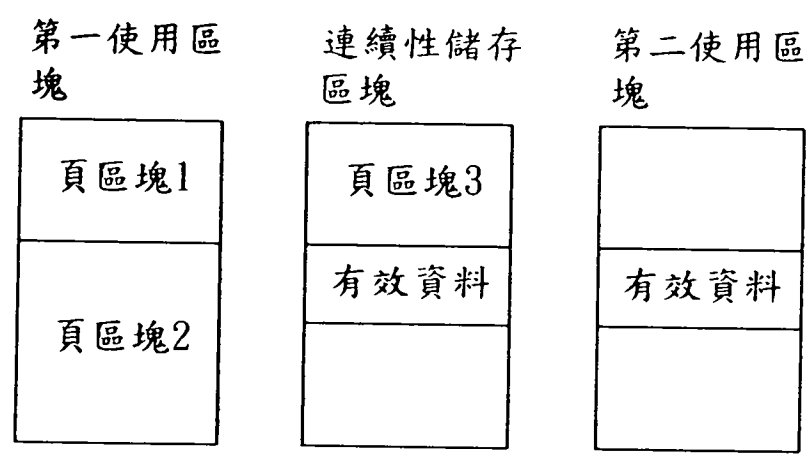 第一使用區
塊
頁區塊1
頁區塊2
連續性儲存
區塊
頁區塊3
有效資料
第二使用區
塊
有效資料